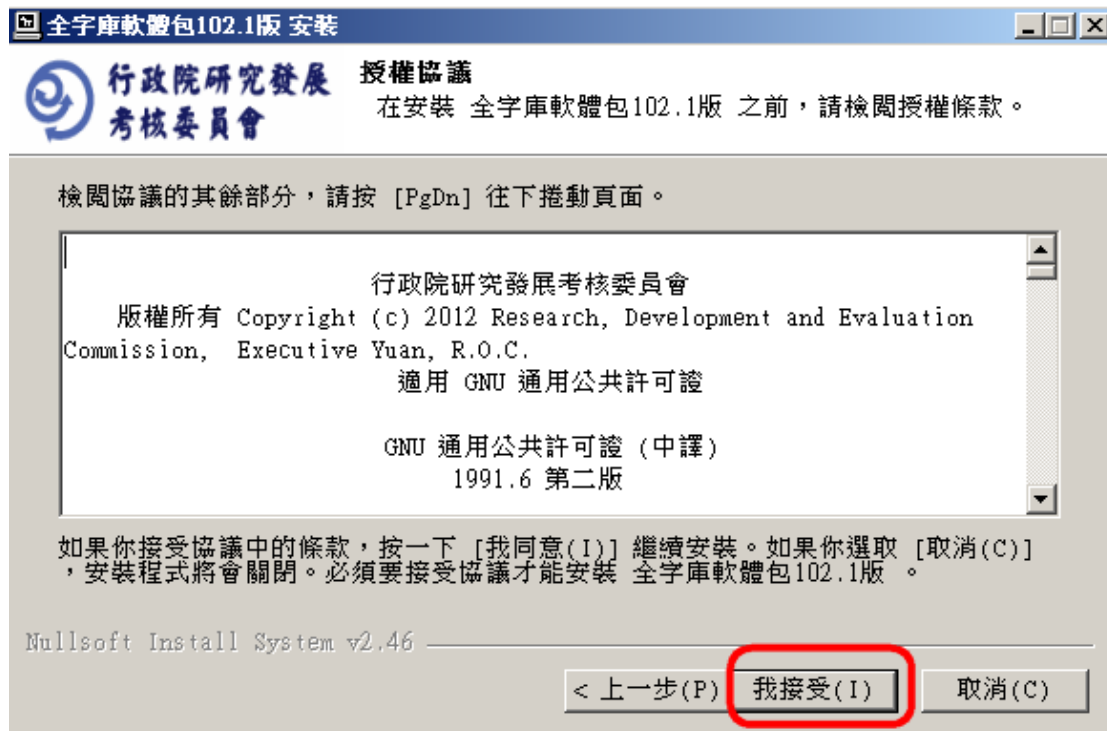 全字庫軟體包102.1版 安裝
行政院研究發展
考核委員會
授權協議
在安裝 全字庫軟體包102.1版 之前，請檢閱授權條款。
檢閱協議的其餘部分，請按 [PgDn] 往下捲動頁面。
行政院研究發展考核委員會
版權所有 Copyright (c) 2012 Research, Development and Evaluation
Commission, Executive Yuan, R.O.C.
適用 GNU 通用公共許可證
GNU 通用公共許可證 (中譯)
1991.6 第二版
如果你接受協議中的條款，按一下 [我同意(I)] 繼續安裝。如果你選取 [取消(C)]
，安裝程式將會關閉。必須要接受協議才能安裝 全字庫軟體包102.1版 。
Nullsoft Install System v2.46
< 上一步(P) 我接受(I) 取消(C)